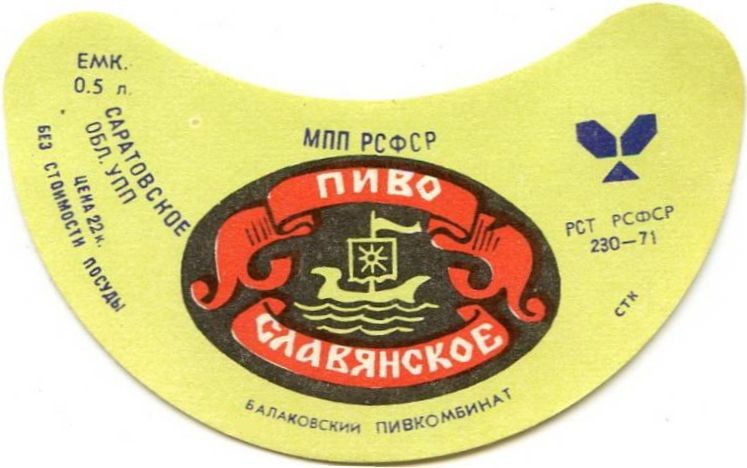 ЕМК.
0.5 л.
САРАТОВСКОЕ
ОБЛ. УПП
ЦЕНА 22 к.
БЕЗ СТОИМОСТИ ПОСУДЫ
МПП РСФСР
ПИВО
СЛАВЯНСКОЕ
БАЛАКОВСКИЙ ПИВКОМБИНАТ
РСТ РСФСР
230—71
СТК